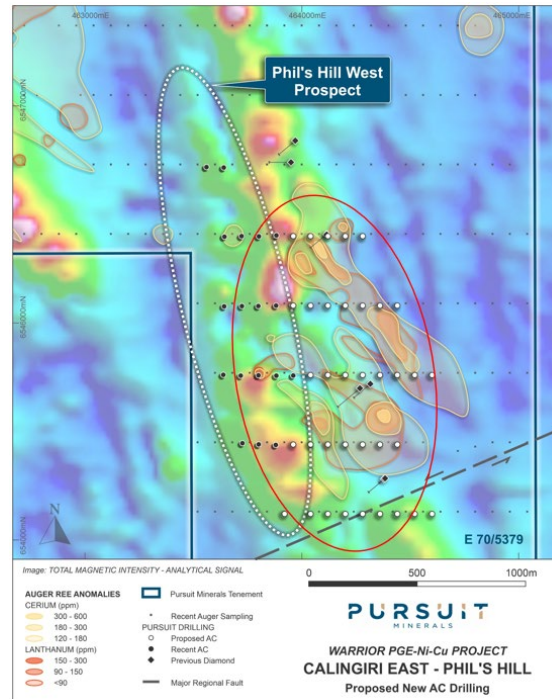 463000mE
464000mE
465000mE
Phil's Hill West
Prospect
6547000mN
6546000mN
6545000mN
N
E 70/5379
Image: TOTAL MAGNETIC INTENSITY - ANALYTICAL SIGNAL
AUGER REE ANOMALIES
CERIUM (ppm)
300 - 600
180 - 300
120 - 180
LANTHANUM (ppm)
150 - 300
90 - 150
<90
Pursuit Minerals Tenement
Recent Auger Sampling
PURSUIT DRILLING
Proposed AC
Recent AC
Previous Diamond
Major Regional Fault
0 500 1000m
PURSUIT
MINERALS
WARRIOR PGE-Ni-Cu PROJECT
CALINGIRI EAST - PHIL'S HILL
Proposed New AC Drilling